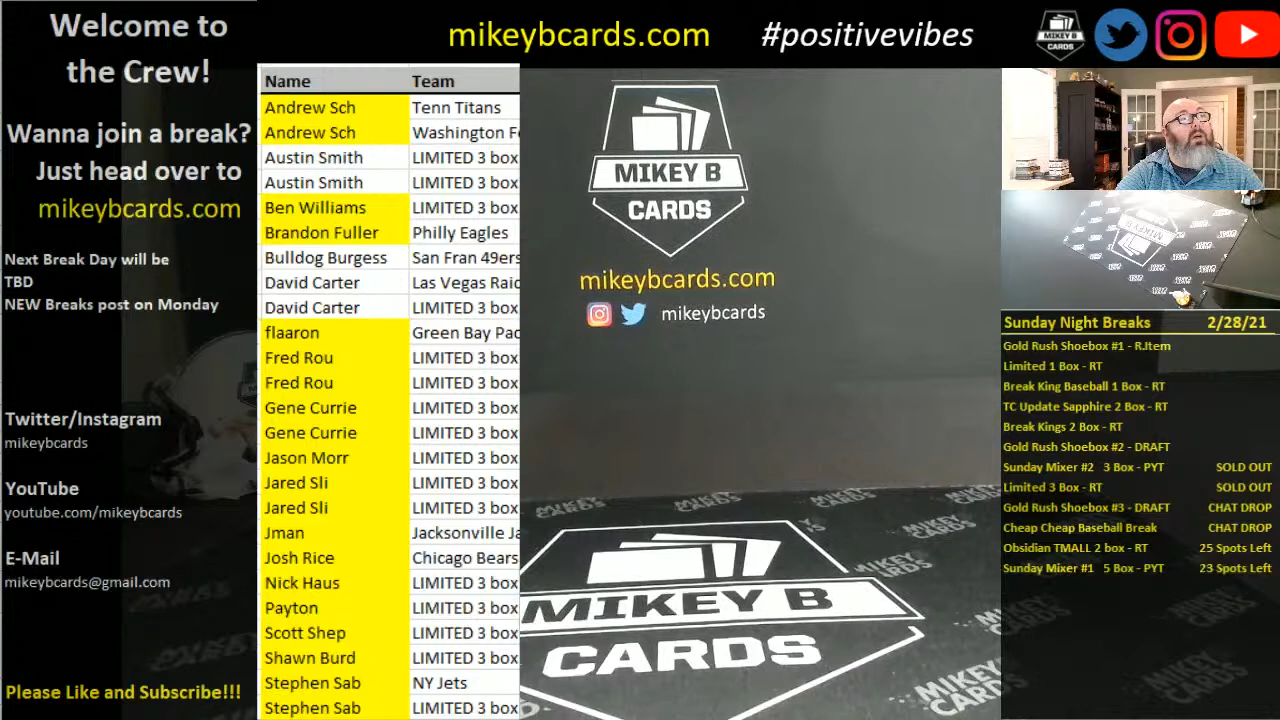 Welcome to
the Crew!
Wanna join a break?
Just head over to
mikeybcards.com
Next Break Day will be
TBD
NEW Breaks post on Monday
Twitter/Instagram
mikeybcards
YouTube
youtube.com/mikeybcards
E-Mail
mikeybcards@gmail.com
Please Like and Subscribe!!!
mikeybcards.com #positivevibes
MIKEY B
CARDS
Name Team
Andrew Sch Tenn Titans
Andrew Sch Washington Fo
Austin Smith LIMITED 3 box
Austin Smith LIMITED 3 box
Ben Williams LIMITED 3 box
Brandon Fuller Philly Eagles
Bulldog Burgess San Fran 49ers
David Carter Las Vegas Raid
David Carter LIMITED 3 box
flaaron Green Bay Pac
Fred Rou LIMITED 3 box
Fred Rou LIMITED 3 box
Gene Currie LIMITED 3 box
Gene Currie LIMITED 3 box
Jason Morr LIMITED 3 box
Jared Sli LIMITED 3 box
Jared Sli LIMITED 3 box
Jman Jacksonville Ja
Josh Rice Chicago Bears
Nick Haus LIMITED 3 box
Payton LIMITED 3 box
Scott Shep LIMITED 3 box
Shawn Burd LIMITED 3 box
Stephen Sab NY Jets
Stephen Sab LIMITED 3 box
MIKEY B
CARDS
mikeybcards.com
mikeybcards
MIKEY B
CARDS
MIKEY B
CARDS
Sunday Night Breaks 2/28/21
Gold Rush Shoebox #1 - R.Item
Limited 1 Box - RT
Break King Baseball 1 Box - RT
TC Update Sapphire 2 Box - RT
Break Kings 2 Box - RT
Gold Rush Shoebox #2 - DRAFT
Sunday Mixer #2 3 Box - PYT SOLD OUT
Limited 3 Box - RT SOLD OUT
Gold Rush Shoebox #3 - DRAFT CHAT DROP
Cheap Cheap Baseball Break CHAT DROP
Obsidian TMALL 2 box - RT 25 Spots Left
Sunday Mixer #1 5 Box - PYT 23 Spots Left